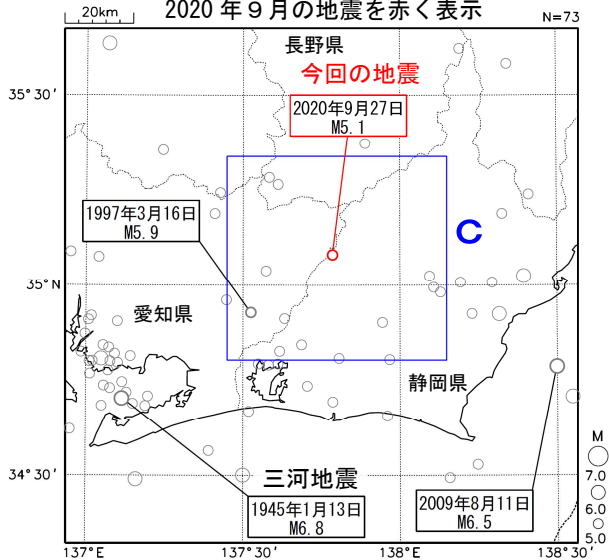 2020年９月の地震を赤く表示
20km
N=73
長野県
今回の地震
2020年9月27日
M5.1
35°30′
1997年3月16日
M5.9
C
35°N
愛知県
静岡県
34°30′
三河地震
1945年1月13日
M6.8
2009年8月11日
M6.5
M
7.0
6.0
5.0
137°E
137°30′
138°E
138°30′